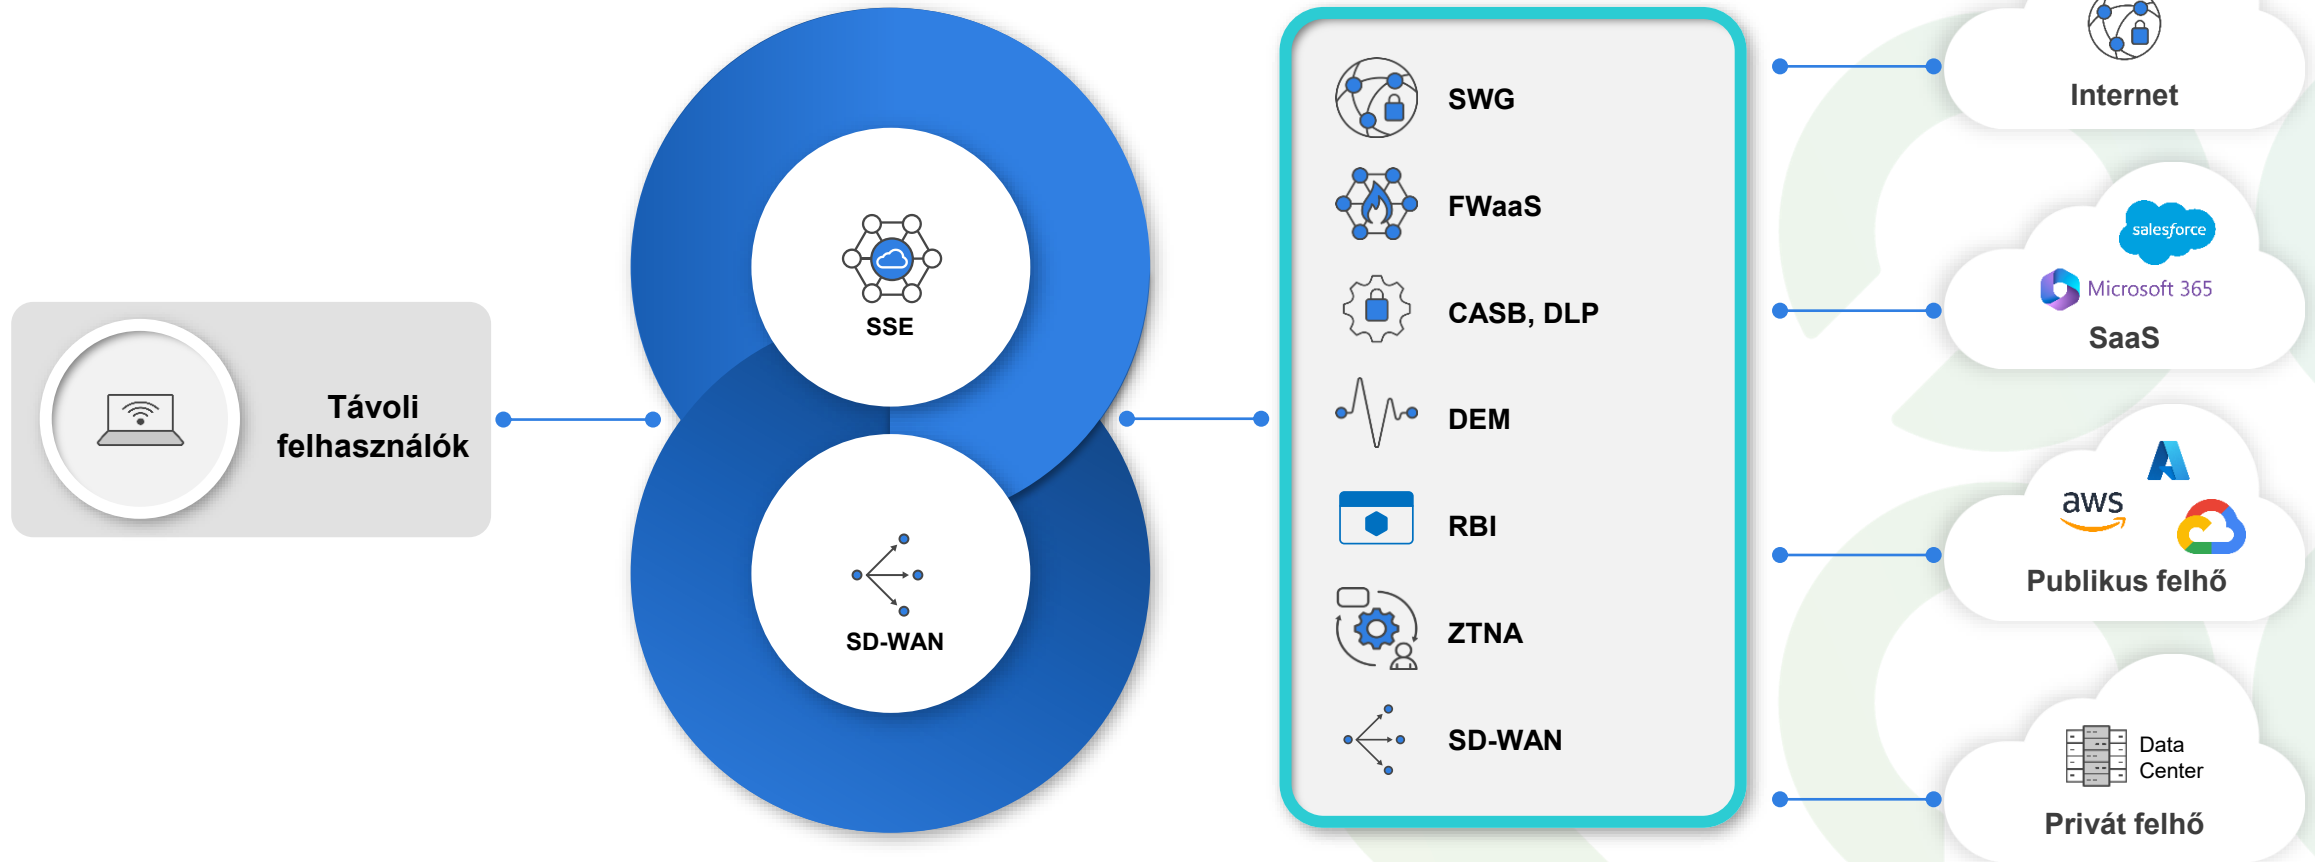 Távoli
felhasználók
SSE
SD-WAN
SWG
FWaaS
CASB, DLP
DEM
RBI
ZTNA
SD-WAN
Internet
salesforce
Microsoft 365
SaaS
aws
Publikus felhő
Data
Center
Privát felhő